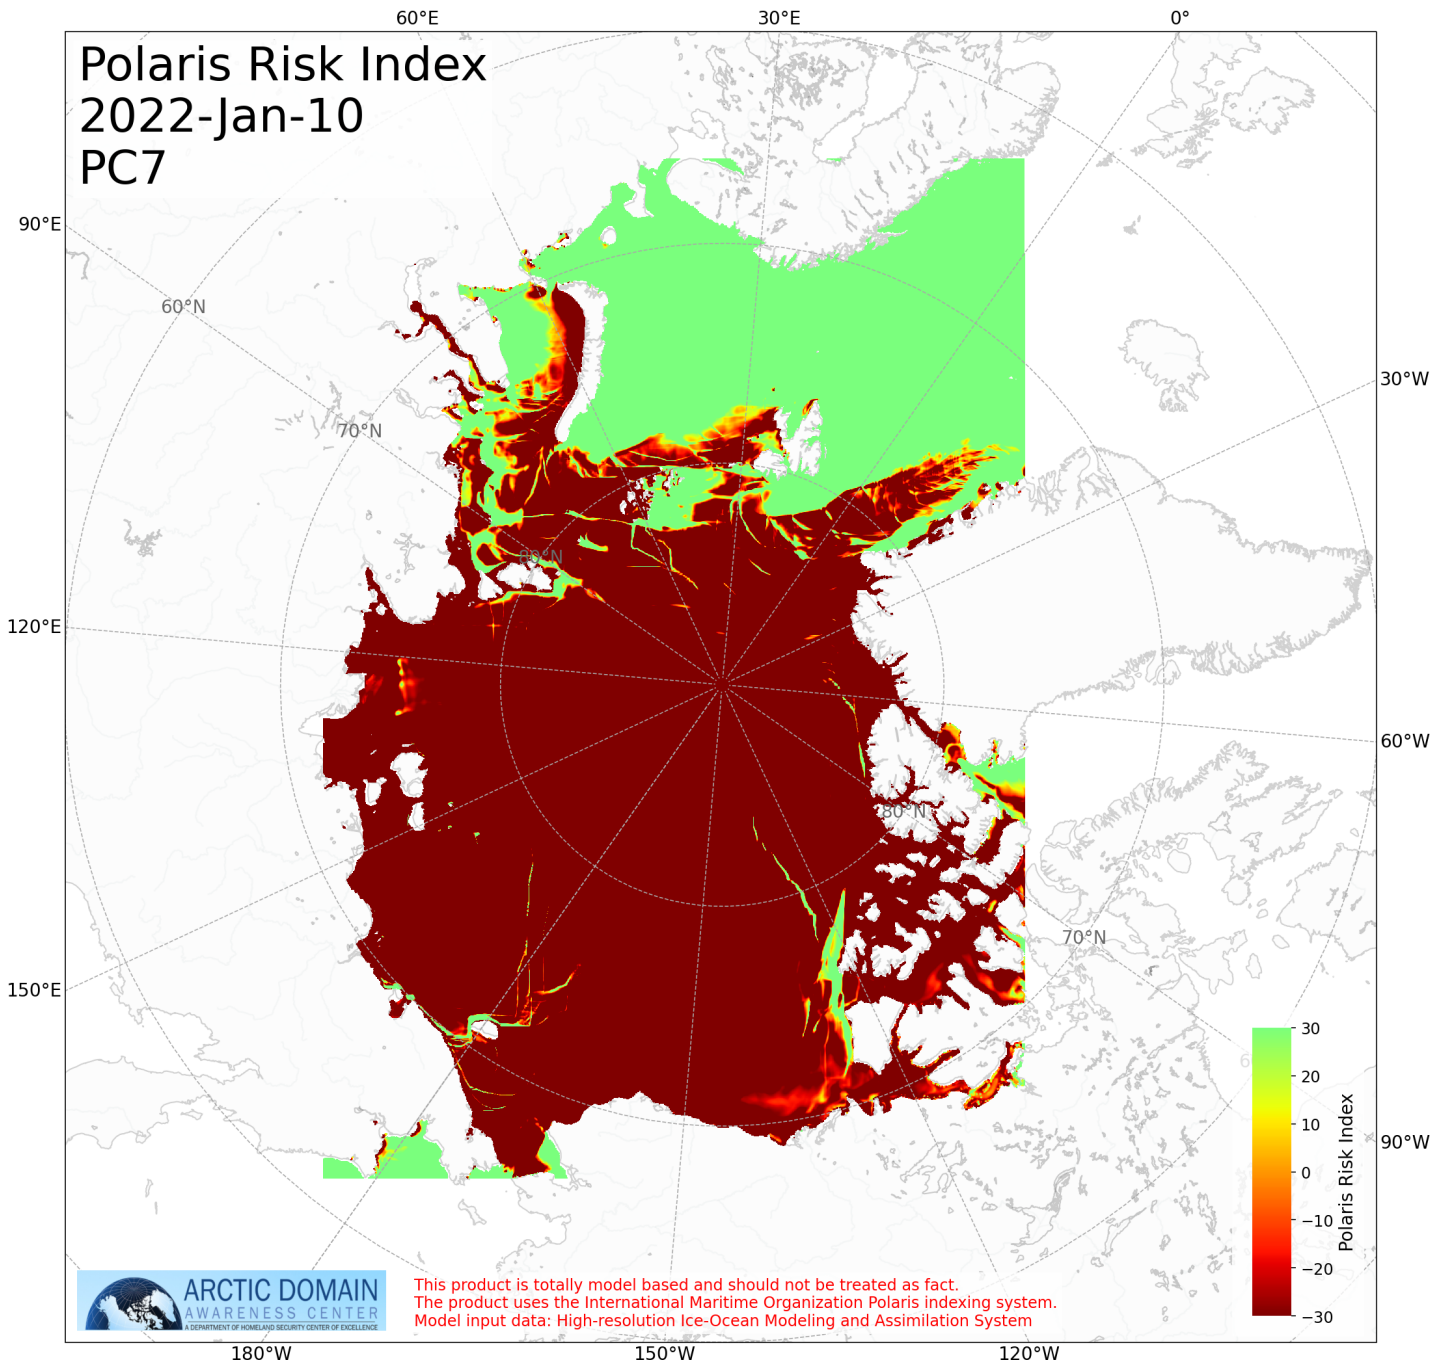 60°E 30°E 0°
Polaris Risk Index
2022-Jan-10
PC7
90°E
60°N
30°W
70°N
80°N
120°E
60°W
80°N
70°N
150°E
30
20
10
0
−10
−20
−30
Polaris Risk Index
90°W
ARCTIC DOMAIN
AWARENESS CENTER
A DEPARTMENT OF HOMELAND SECURITY CENTER OF EXCELLENCE
This product is totally model based and should not be treated as fact.
The product uses the International Maritime Organization Polaris indexing system.
Model input data: High-resolution Ice-Ocean Modeling and Assimilation System
180°W 150°W 120°W